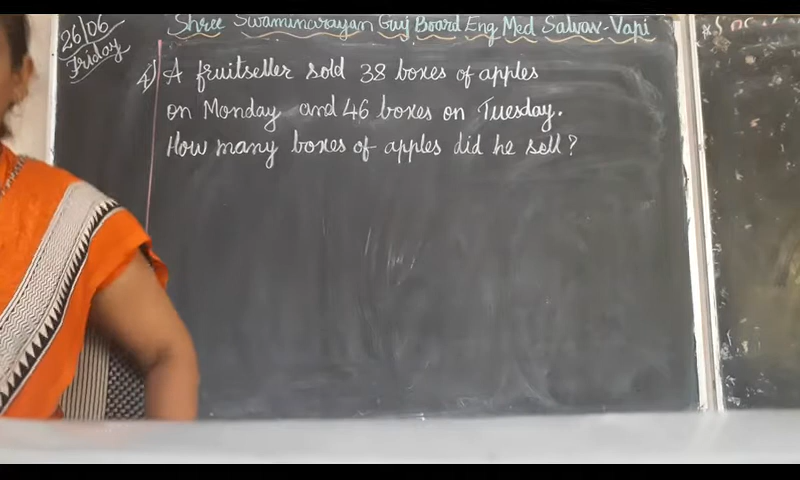 26/06
Friday
Shree Swaminarayan Guj Board Eng Med Salvav-Vapi
4) A fruitseller sold 38 boxes of apples
on Monday and 46 boxes on Tuesday.
How many boxes of apples did he sell?